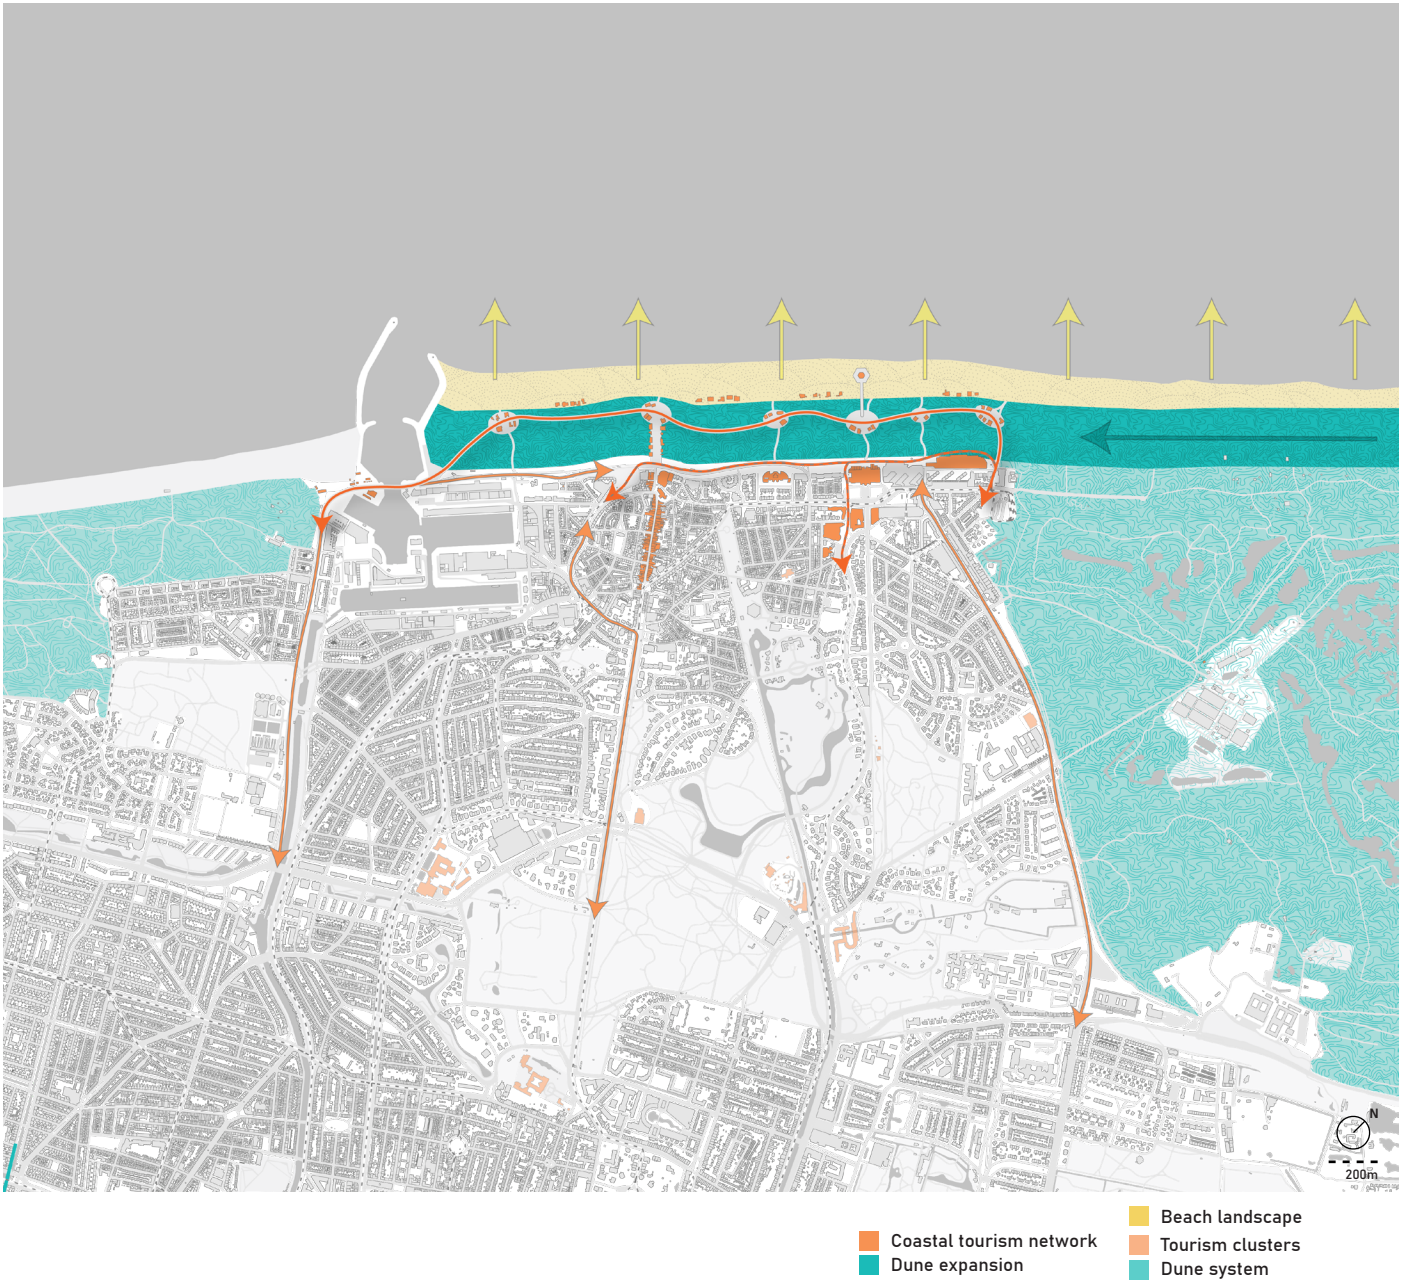 N
200m
Beach landscape
Coastal tourism network
Tourism clusters
Dune expansion
Dune system